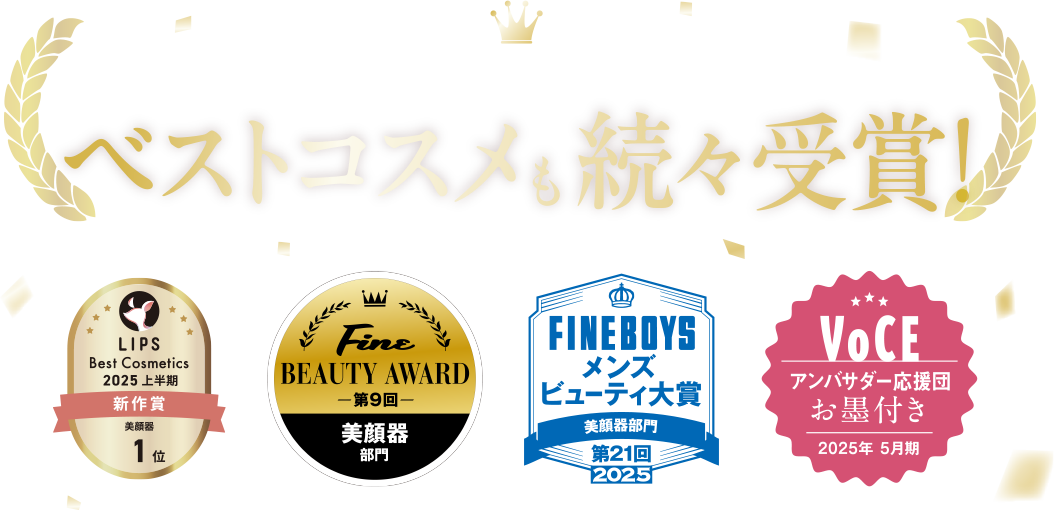 ベストコスメも続々受賞!
LIPS
Best Cosmetics
2025 上半期
新作賞
美顔器
1 位
Fine
BEAUTY AWARD
第9回
美顔器
部門
FINEBOYS
メンズ
ビューティ大賞
美顔器部門
第21回
2025
VoCE
アンバサダー応援団
お墨付き
2025年 5月期